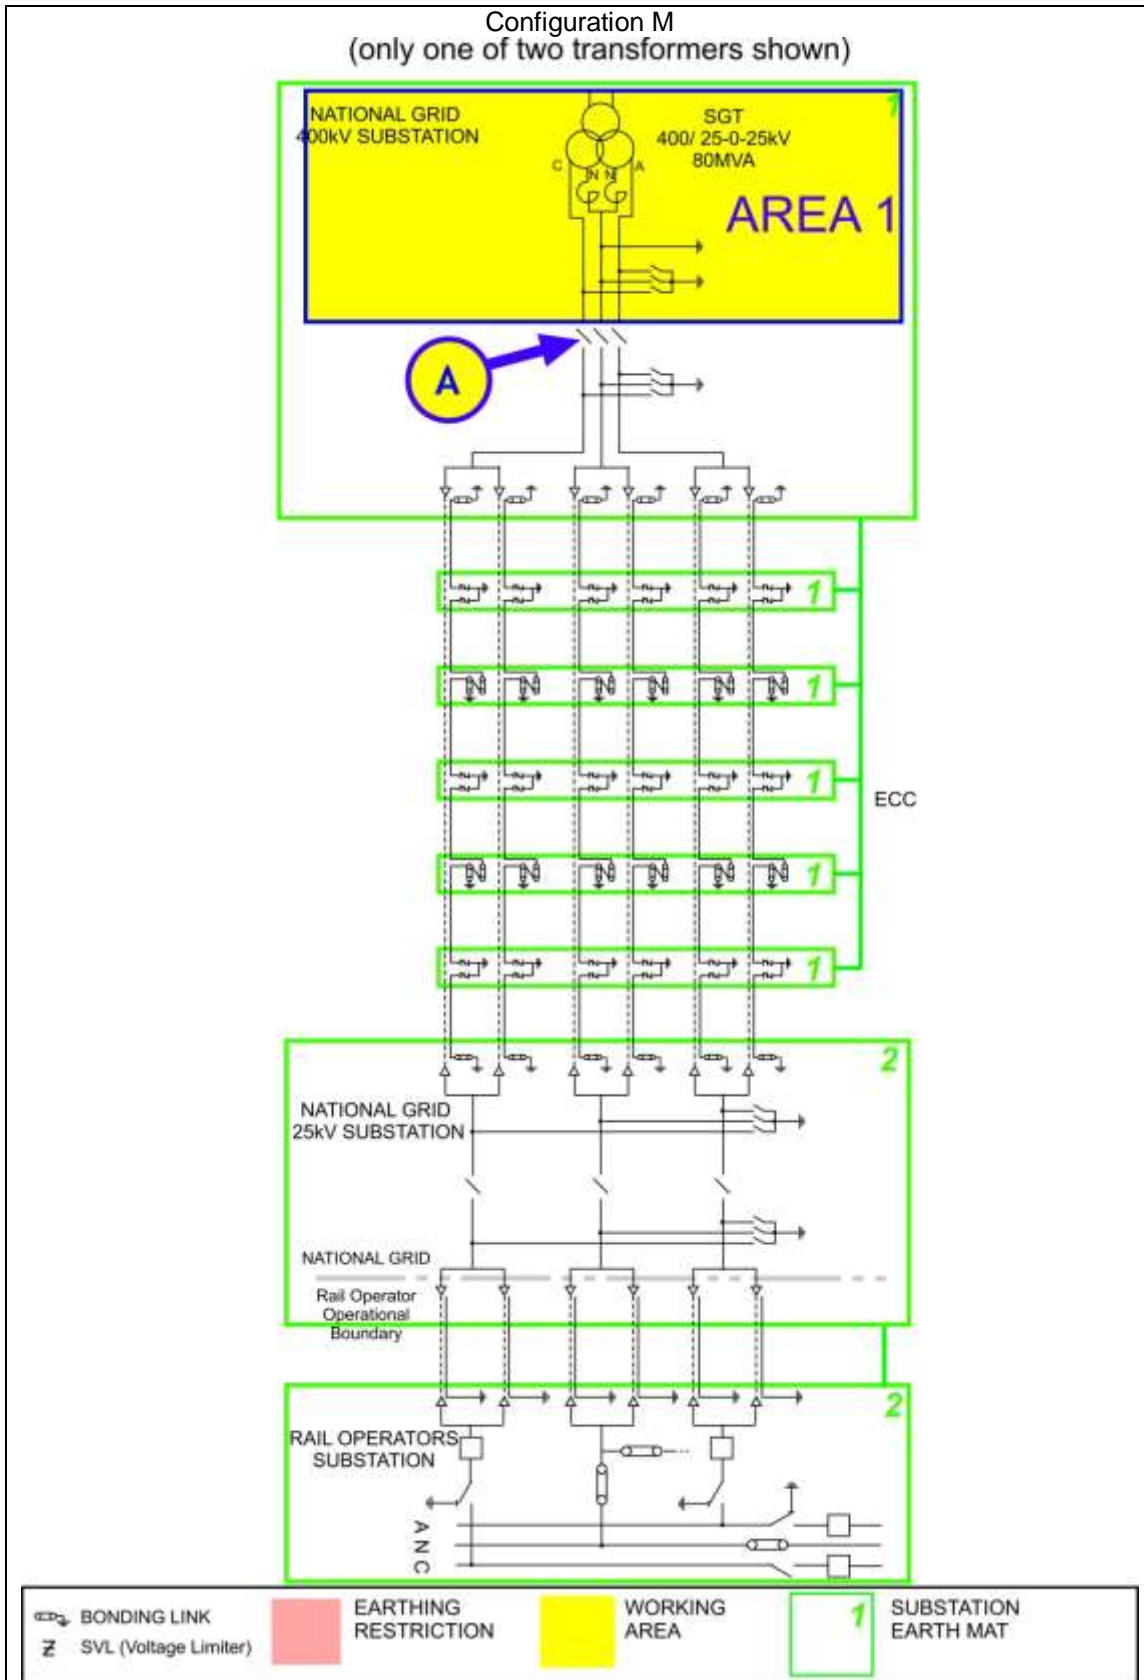 Configuration M
(only one of two transformers shown)
NATIONAL GRID
400kV SUBSTATION
SGT
400/ 25-0-25kV
80MVA
1
C
N N
A
AREA 1
A
1
1
1
ECC
1
1
2
NATIONAL GRID
25kV SUBSTATION
NATIONAL GRID
Rail Operator
Operational
Boundary
2
RAIL OPERATORS
SUBSTATION
A
N
C
BONDING LINK
SVL (Voltage Limiter)
EARTHING
RESTRICTION
WORKING
AREA
1
SUBSTATION
EARTH MAT